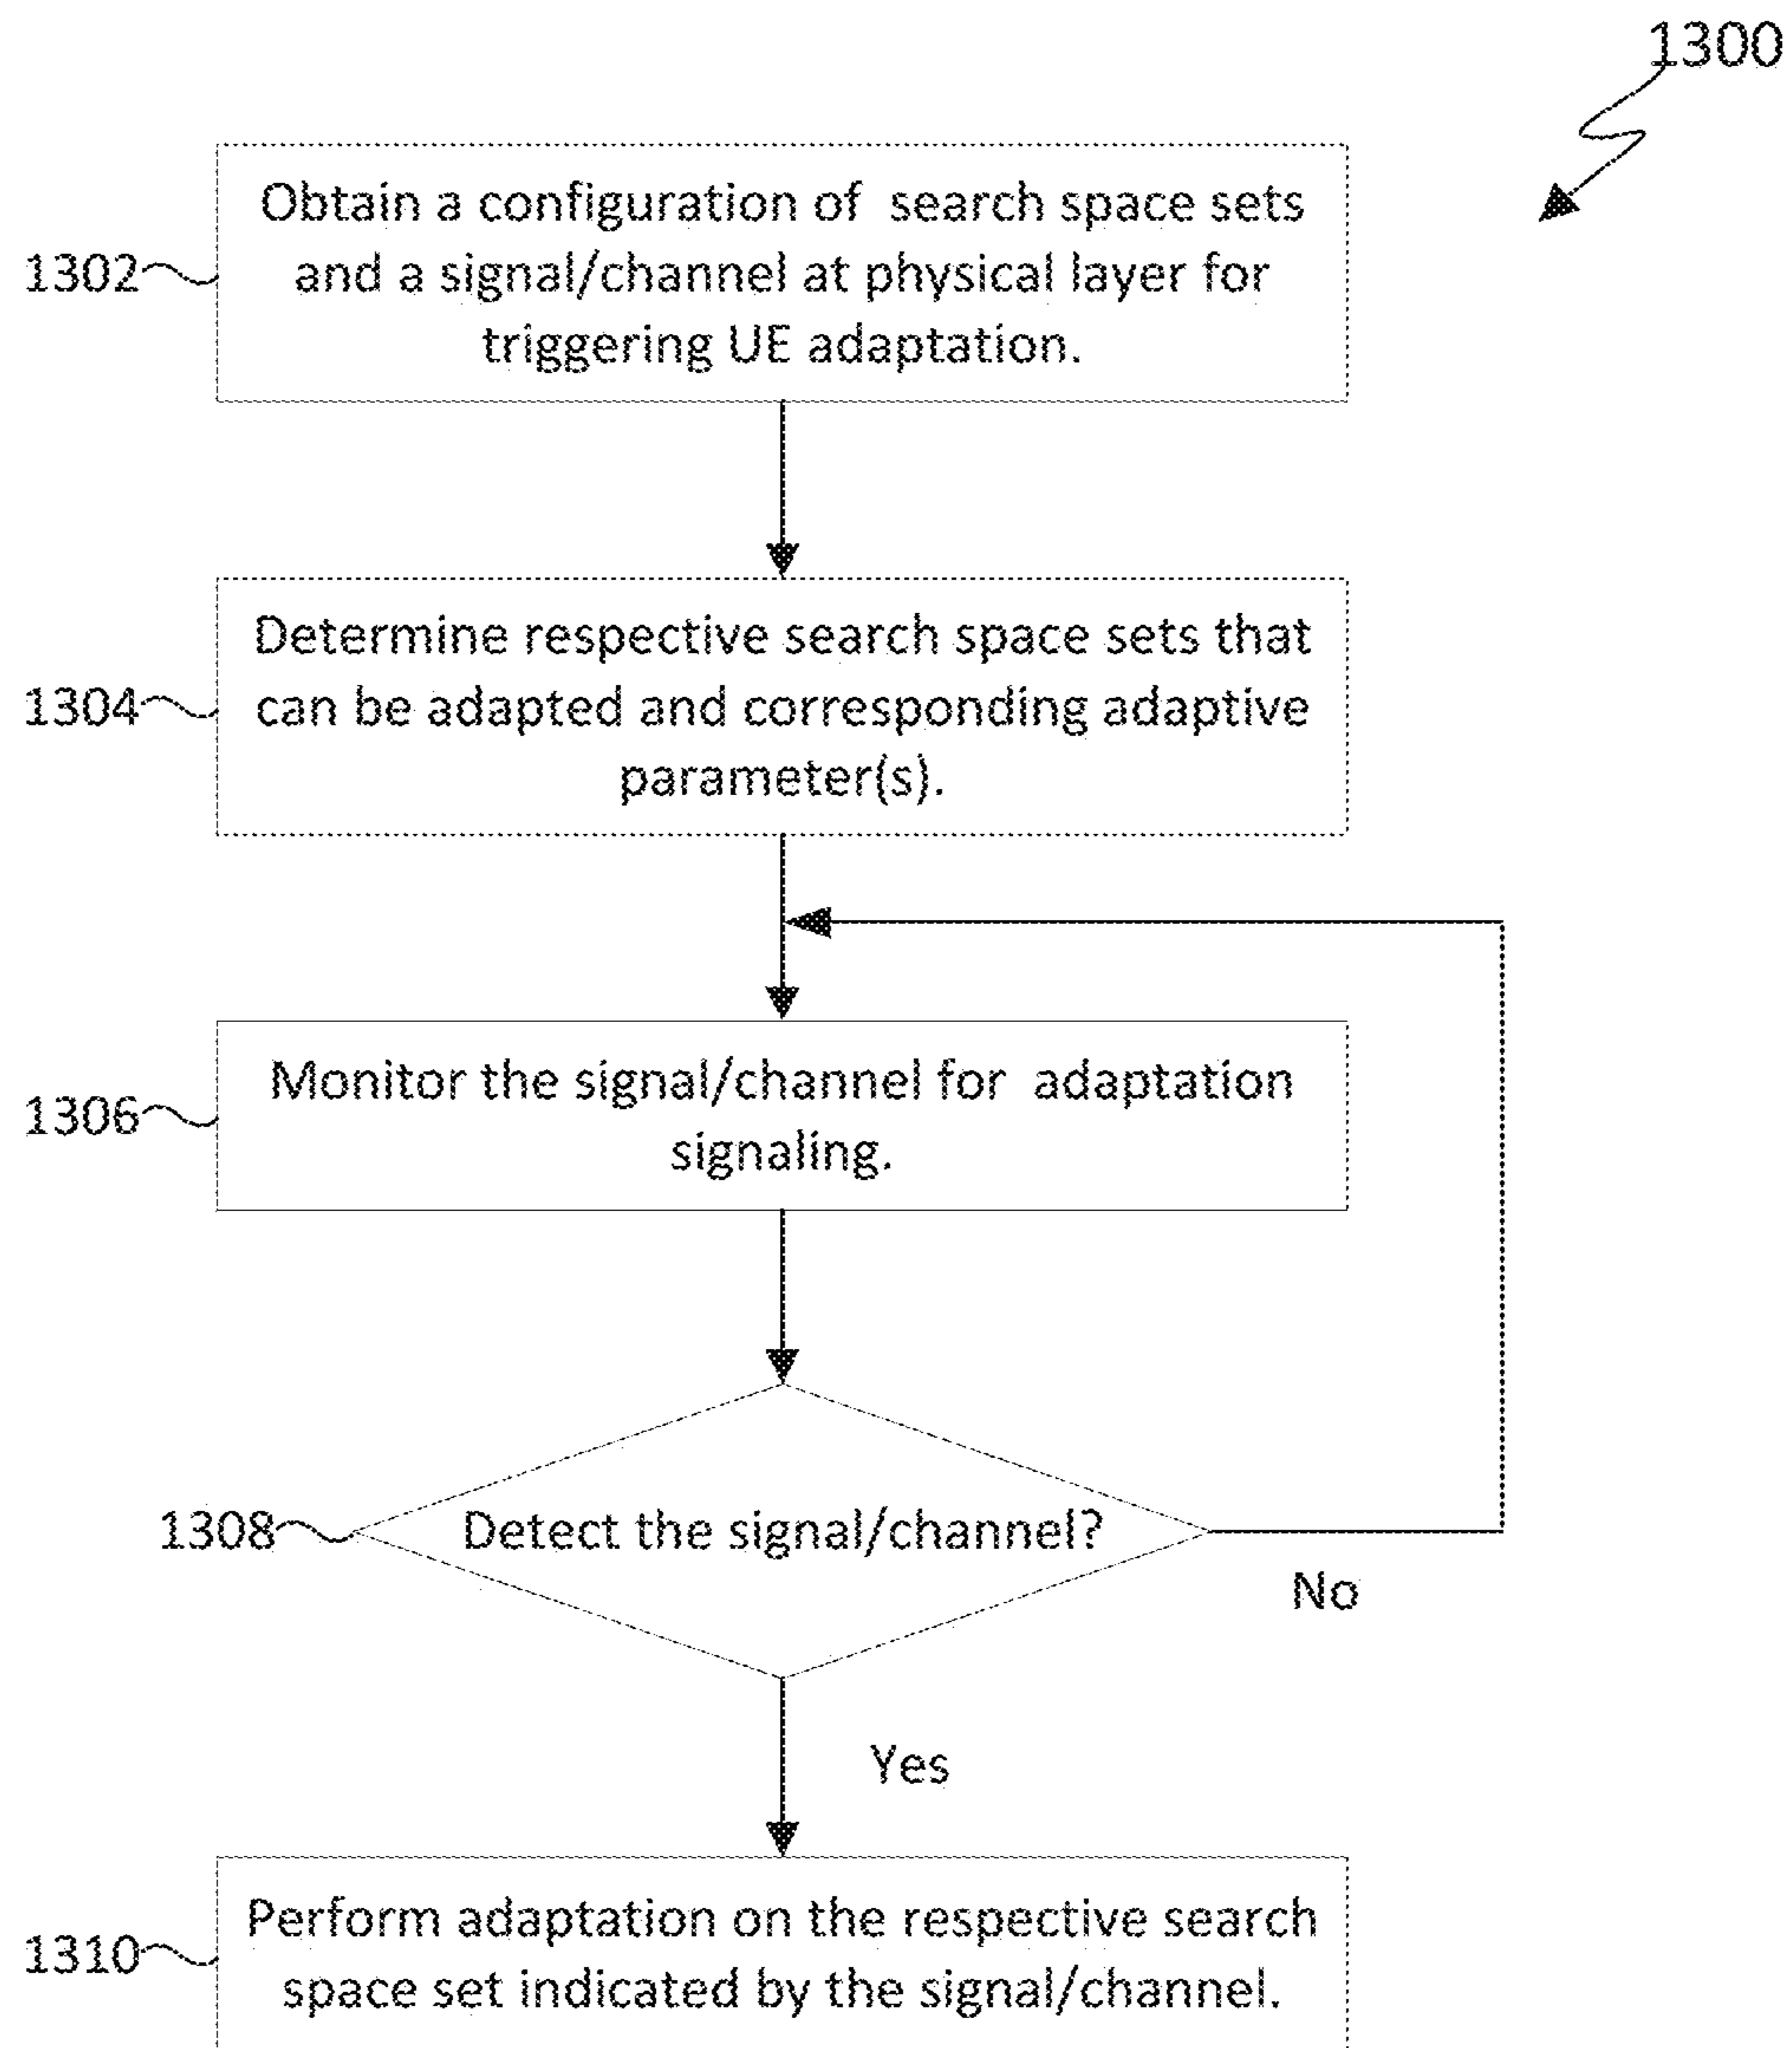 1300
Obtain a configuration of search space sets
and a signal/channel at physical layer for
triggering UE adaptation.
1302
Determine respective search space sets that
can be adapted and corresponding adaptive
parameter(s).
1304
Monitor the signal/channel for adaptation
signaling.
1306
Detect the signal/channel?
1308
No
Yes
Perform adaptation on the respective search
space set indicated by the signal/channel.
1310